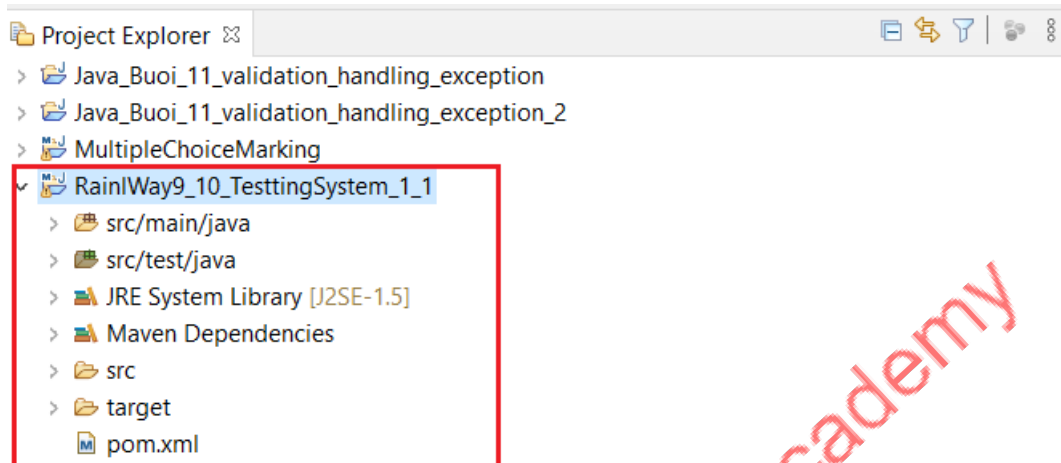 Project Explorer
Java_Buoi_11_validation_handling_exception
Java_Buoi_11_validation_handling_exception_2
MultipleChoiceMarking
RainlWay9_10_TesttingSystem_1_1
src/main/java
src/test/java
JRE System Library [J2SE-1.5]
Maven Dependencies
src
target
pom.xml
cademy